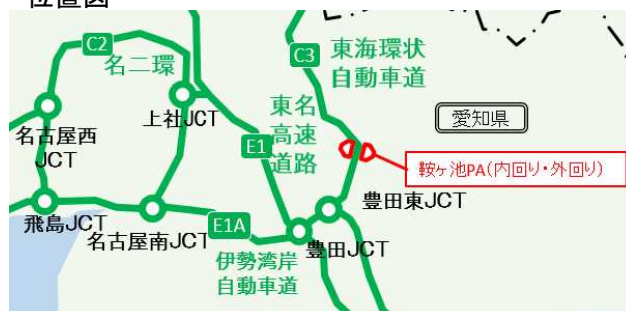 位置図
C2
名二環
C3
東海環状
自動車道
上社JCT
名古屋西
JCT
東名
高速
道路
E1
愛知県
鞍ヶ池PA(内回り・外回り)
豊田東JCT
飛島JCT
名古屋南JCT
E1A
豊田JCT
伊勢湾岸
自動車道